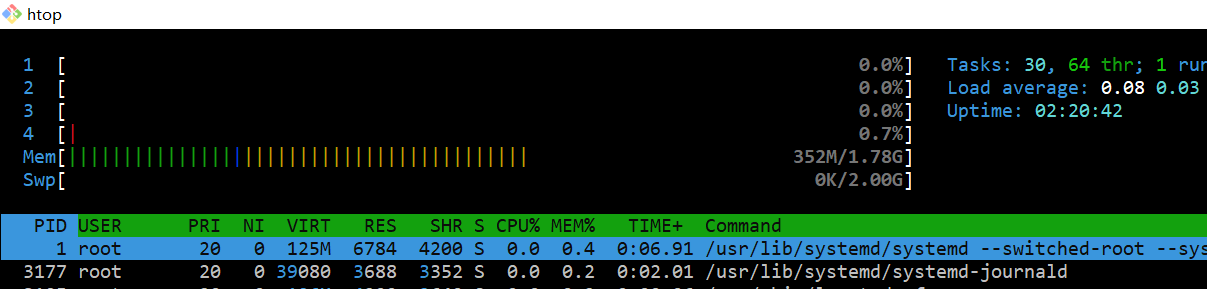 htop
1 [ 0.0%] Tasks: 30, 64 thr; 1 run
2 [ 0.0%] Load average: 0.08 0.03
3 [ 0.0%] Uptime: 02:20:42
4 [| 0.7%]
Mem[||||||||||||||||||||||||||||||||||||||||||| 352M/1.78G]
Swp[ 0K/2.00G]
PID USER PRI NI VIRT RES SHR S CPU% MEM% TIME+ Command
1 root 20 0 125M 6784 4200 S 0.0 0.4 0:06.91 /usr/lib/systemd/systemd --switched-root --sys
3177 root 20 0 39080 3688 3352 S 0.0 0.2 0:02.01 /usr/lib/systemd/systemd-journald